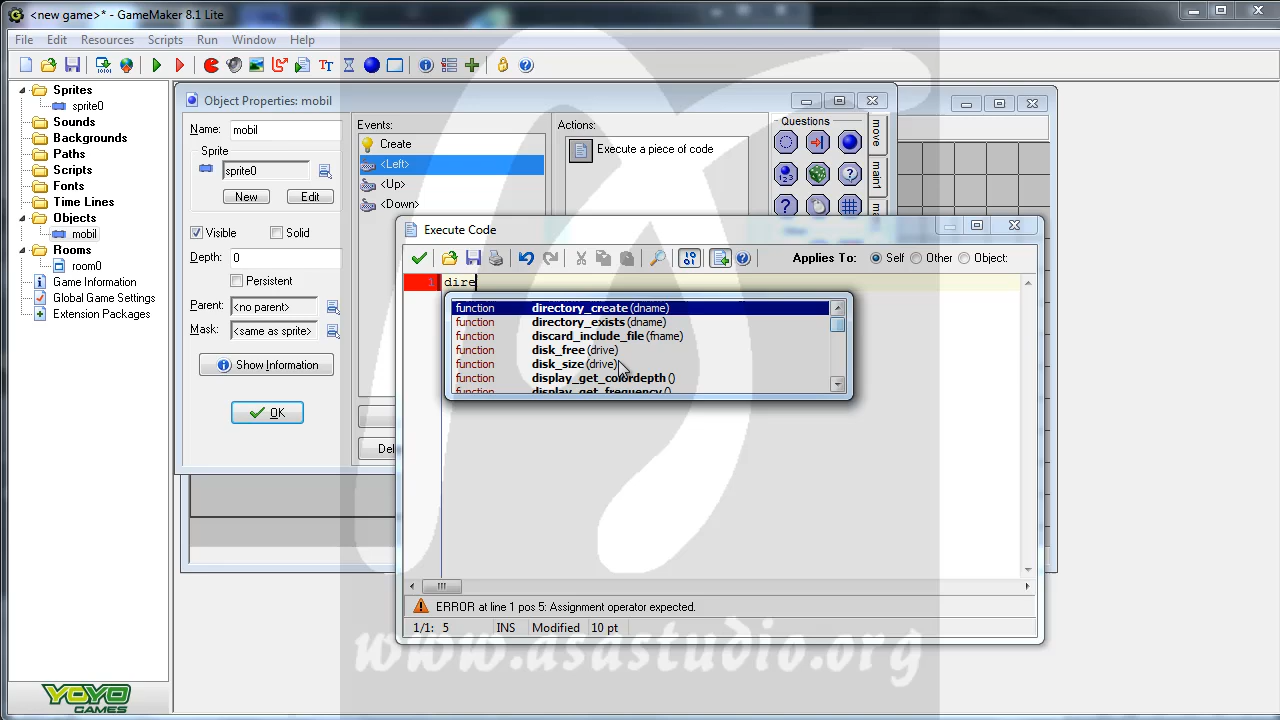 <new game>* - GameMaker 8.1 Lite
File Edit Resources Scripts Run Window Help
Sprites
sprite0
Sounds
Backgrounds
Paths
Scripts
Fonts
Time Lines
Objects
mobil
Rooms
room0
Game Information
Global Game Settings
Extension Packages
YOYO
GAMES
Object Properties: mobil
Name: mobil
Sprite
sprite0
New Edit
Visible Solid
Depth: 0
Persistent
Parent: <no parent>
Mask: <same as sprite>
Show Information
OK
Events:
Create
<Left>
<Up>
<Down>
Del
Actions:
Execute a piece of code
Questions
move
main1
Execute Code
Applies To: Self Other Object:
1 dire
function directory_create(dname)
function directory_exists(dname)
function discard_include_file(fname)
function disk_free(drive)
function disk_size(drive)
function display_get_colordepth()
function display_get_frequency()
ERROR at line 1 pos 5: Assignment operator expected.
1/1: 5 INS Modified 10 pt
www.asastudio.org